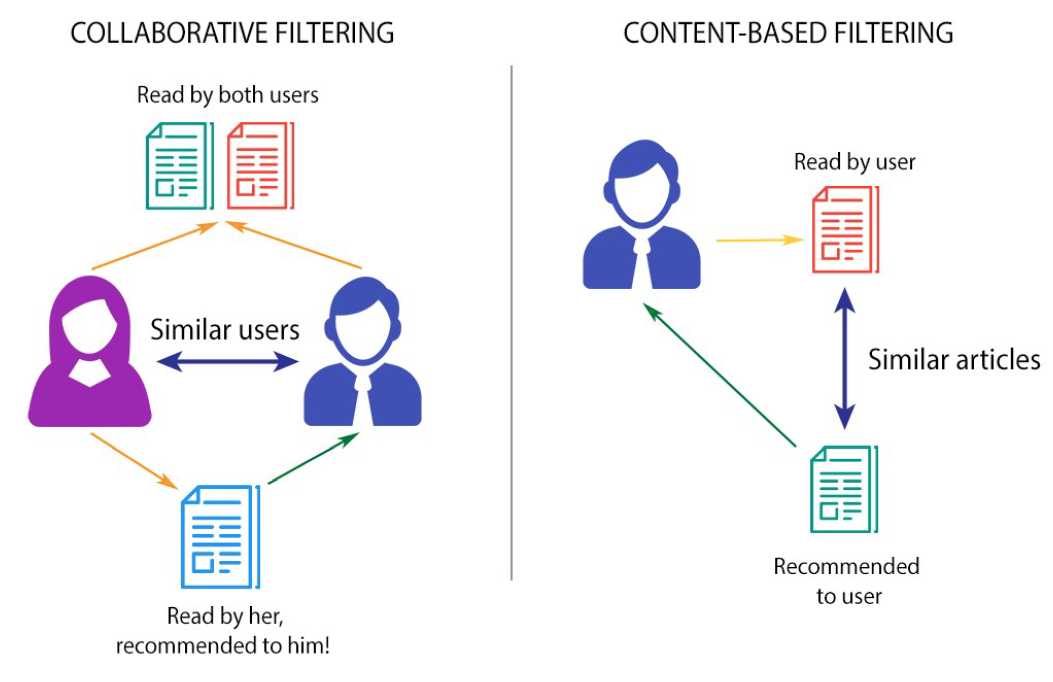 COLLABORATIVE FILTERING
Read by both users
Similar users
Read by her,
recommended to him!
CONTENT-BASED FILTERING
Read by user
Similar articles
Recommended
to user